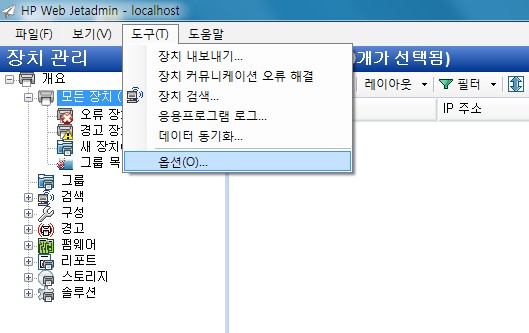 HP Web Jetadmin - localhost
파일(F) 보기(V) 도구(T) 도움말
장치 관리 개가 선택됨)
장치 내보내기...
장치 커뮤니케이션 오류 해결
장치 검색...
응용프로그램 로그...
데이터 동기화...
옵션(O)...
레이아웃 필터
IP 주소
개요
모든 장치 (
오류 장
경고 장
새 장치
그룹 목
그룹
검색
구성
경고
펌웨어
리포트
스토리지
솔루션